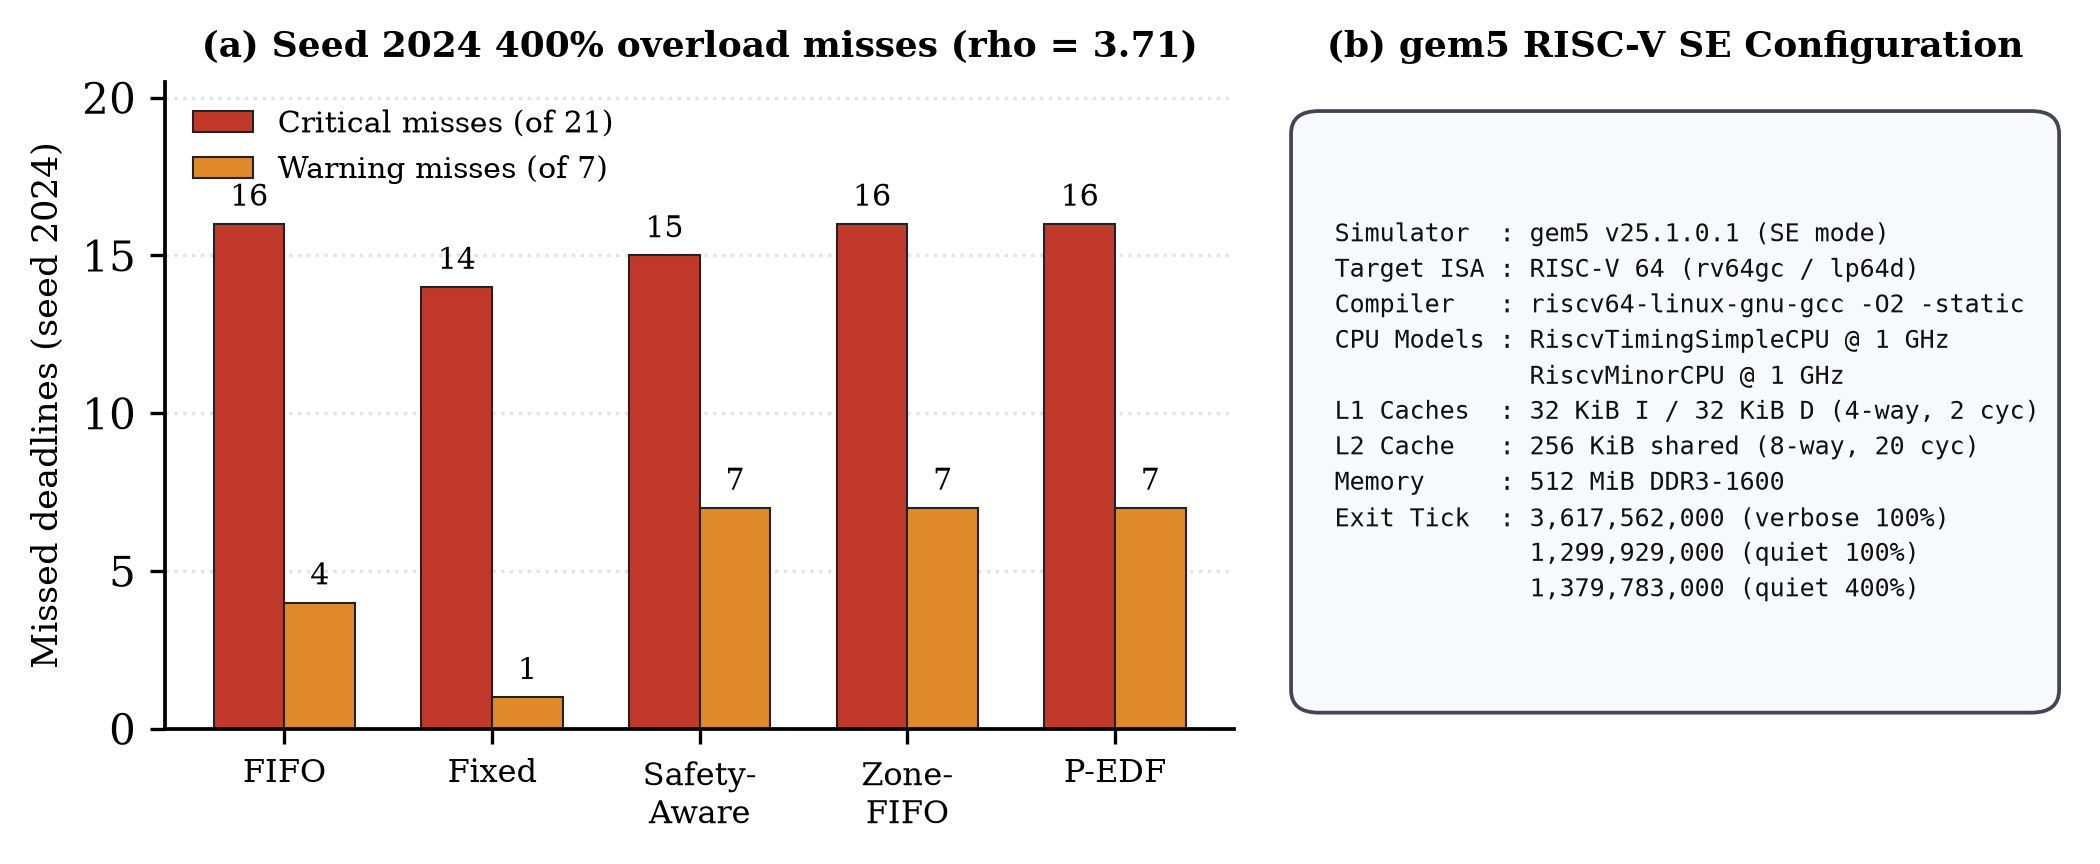 (a) Seed 2024 400% overload misses (rho = 3.71)
Missed deadlines (seed 2024)
20
15
10
5
0
Critical misses (of 21)
Warning misses (of 7)
16
4
14
1
15
7
16
7
16
7
FIFO
Fixed
Safety-
Aware
Zone-
FIFO
P-EDF
(b) gem5 RISC-V SE Configuration
Simulator : gem5 v25.1.0.1 (SE mode)
Target ISA : RISC-V 64 (rv64gc / lp64d)
Compiler : riscv64-linux-gnu-gcc -O2 -static
CPU Models : RiscvTimingSimpleCPU @ 1 GHz
RiscvMinorCPU @ 1 GHz
L1 Caches : 32 KiB I / 32 KiB D (4-way, 2 cyc)
L2 Cache : 256 KiB shared (8-way, 20 cyc)
Memory : 512 MiB DDR3-1600
Exit Tick : 3,617,562,000 (verbose 100%)
1,299,929,000 (quiet 100%)
1,379,783,000 (quiet 400%)